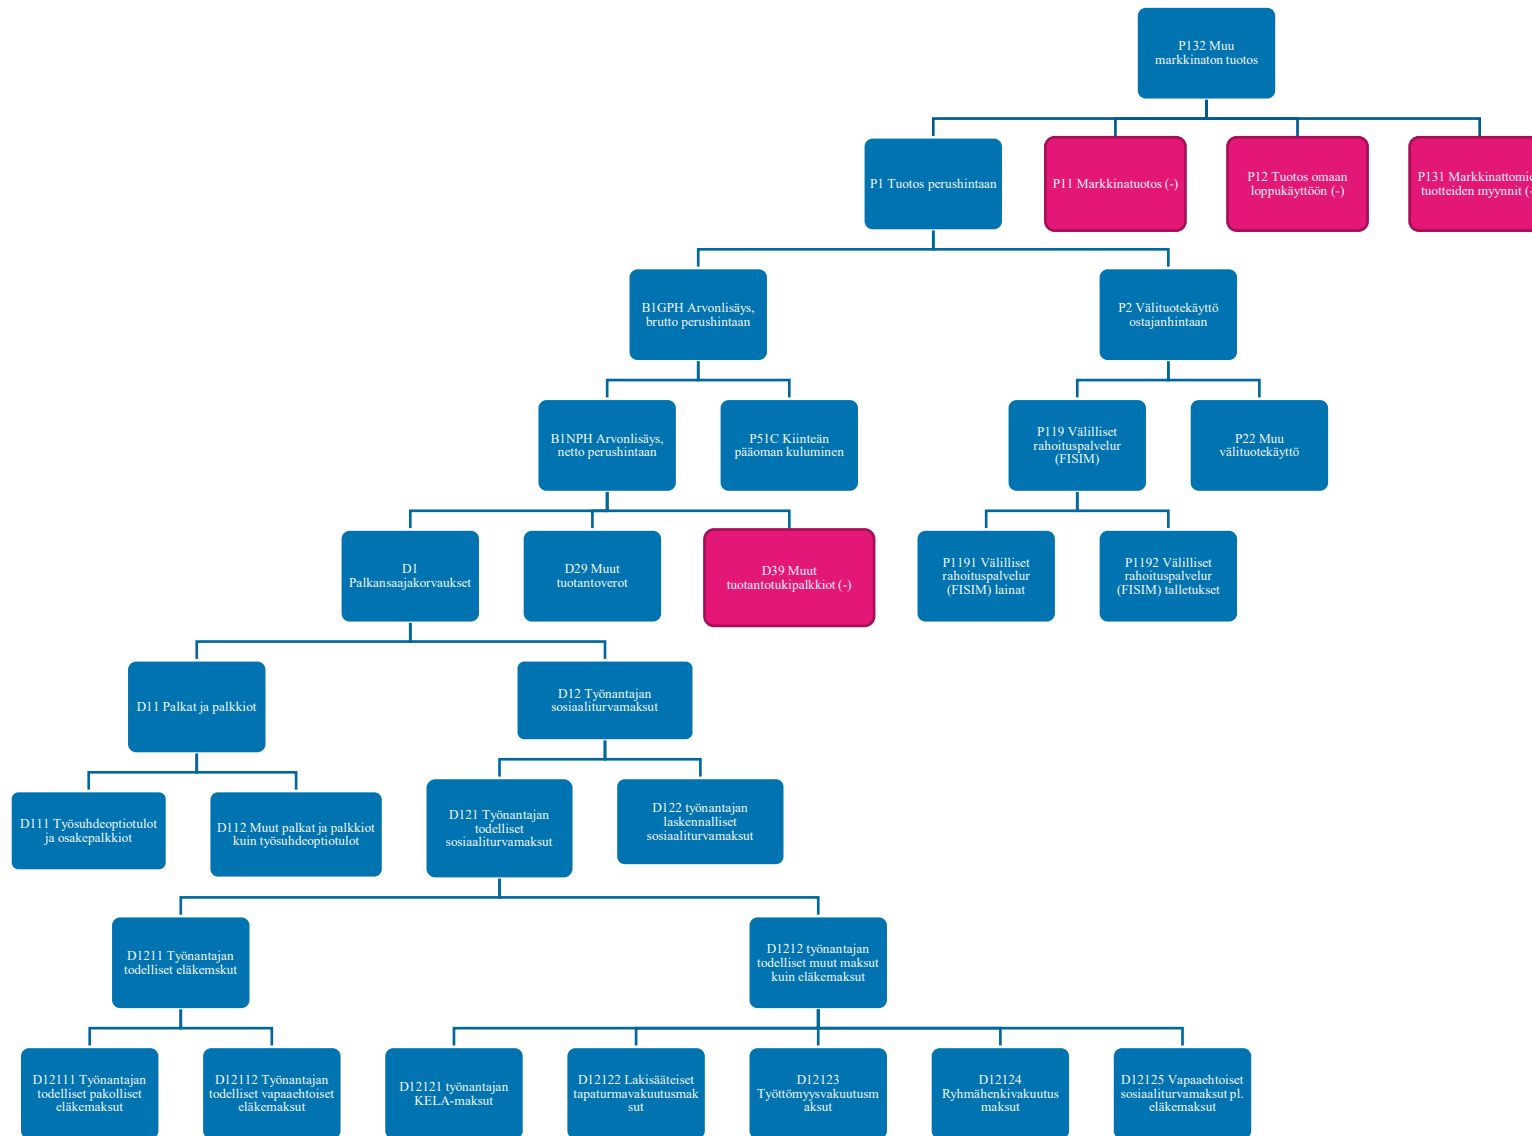 P132 Muu
markkinaton tuotos
P1 Tuotos perushintaan
P11 Markkinatuotos (-)
P12 Tuotos omaan
loppukäyttöön (-)
P131 Markkinattomie
tuotteiden myynnit (-
B1GPH Arvonlisäys,
brutto perushintaan
P2 Välituotekäyttö
ostajanhintaan
B1NPH Arvonlisäys,
netto perushintaan
P51C Kiinteän
pääoman kuluminen
P119 Välilliset
rahoituspalvelur
(FISIM)
P22 Muu
välituotekäyttö
D1
Palkansaajakorvaukset
D29 Muut
tuotantoverot
D39 Muut
tuotantotukipalkkiot (-)
P1191 Välilliset
rahoituspalvelur
(FISIM) lainat
P1192 Välilliset
rahoituspalvelur
(FISIM) talletukset
D11 Palkat ja palkkiot
D12 Työnantajan
sosiaaliturvamaksut
D111 Työsuhdeoptiotulot
ja osakepalkkiot
D112 Muut palkat ja palkkiot
kuin työsuhdeoptiotulot
D121 Työnantajan
todelliset
sosiaaliturvamaksut
D122 työnantajan
laskennalliset
sosiaaliturvamaksut
D1211 Työnantajan
todelliset eläkemskut
D1212 työnantajan
todelliset muut maksut
kuin eläkemaksut
D12111 Työnantajan
todelliset pakolliset
eläkemaksut
D12112 Työnantajan
todelliset vapaaehtoiset
eläkemaksut
D12121 työnantajan
KELA-maksut
D12122 Lakisääteiset
tapaturmavakuutusmak
sut
D12123
Työttömyysvakuutusm
aksut
D12124
Ryhmähenkivakuutus
maksut
D12125 Vapaaehtoiset
sosiaaliturvamaksut pl.
eläkemaksut